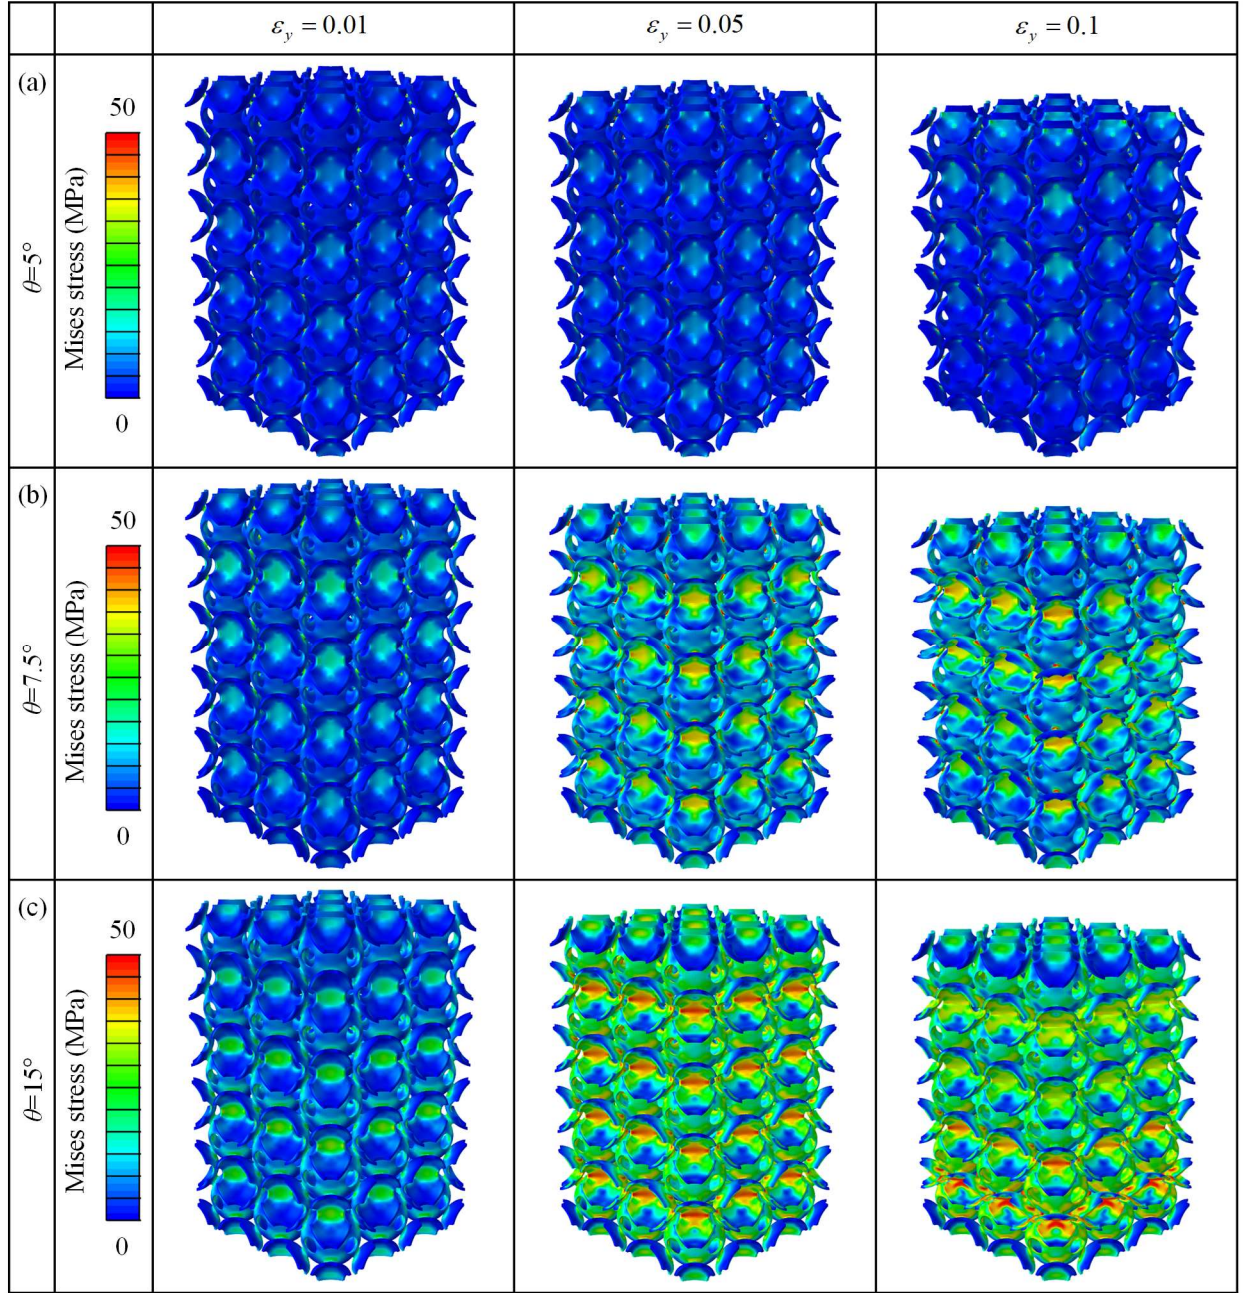 ε_y = 0.01
ε_y = 0.05
ε_y = 0.1
(a)
θ=5°
Mises stress (MPa)
50
0
(b)
θ=7.5°
Mises stress (MPa)
50
0
(c)
θ=15°
Mises stress (MPa)
50
0